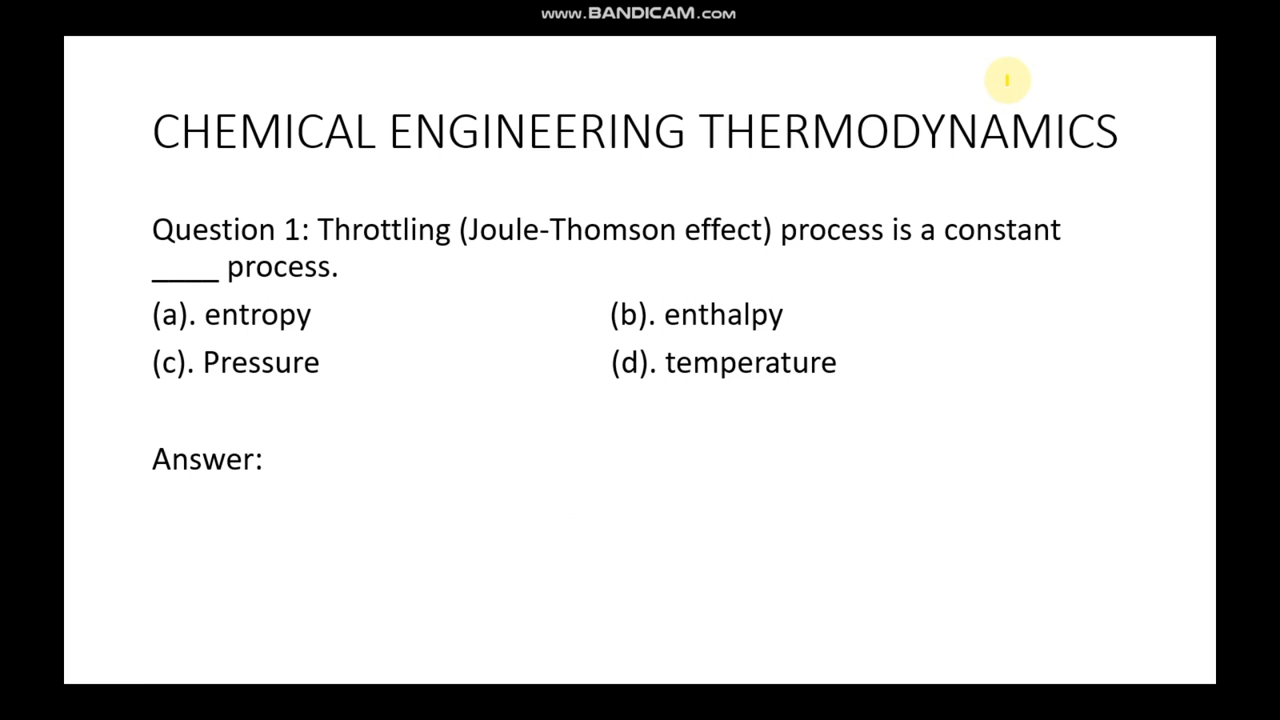 www.BANDICAM.com
CHEMICAL ENGINEERING THERMODYNAMICS
Question 1: Throttling (Joule-Thomson effect) process is a constant
____ process.
(a). entropy (b). enthalpy
(c). Pressure (d). temperature
Answer: